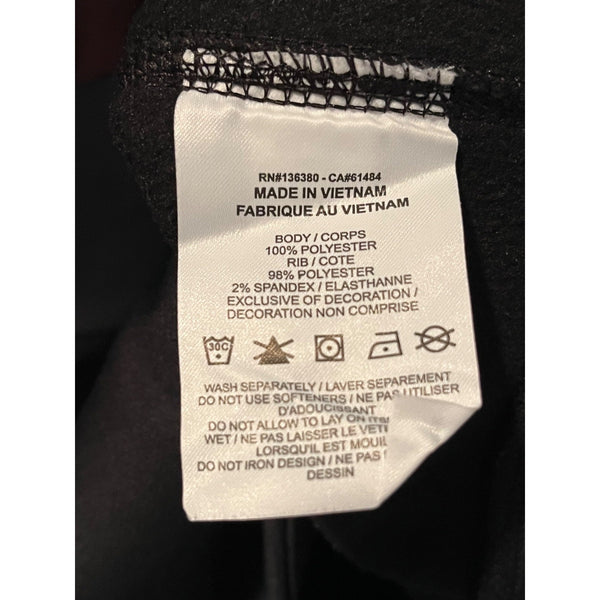 RN#136380 - CA#61484
MADE IN VIETNAM
FABRIQUE AU VIETNAM
BODY / CORPS
100% POLYESTER
RIB / COTE
98% POLYESTER
2% SPANDEX / ELASTHANNE
EXCLUSIVE OF DECORATION /
DECORATION NON COMPRISE
30C
WASH SEPARATELY / LAVER SEPAREMENT
DO NOT USE SOFTENERS / NE PAS UTILISER
D'ADOUCISSANT
DO NOT ALLOW TO LAY ON
WET / NE PAS LAISSER LE
LORSQU'IL EST
DO NOT IRON DESIGN / NE PAS
DESSIN